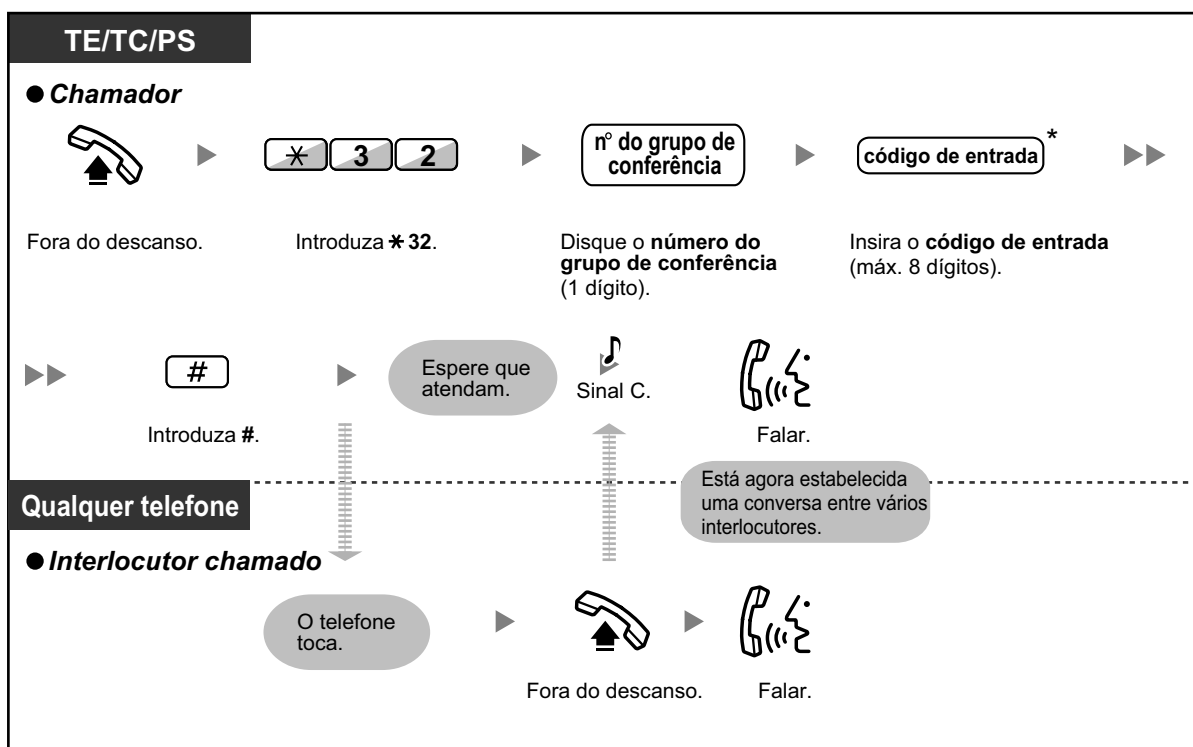 TE/TC/PS
● Chamador
* 3 2
n° do grupo de
conferência
código de entrada*
Fora do descanso.
Introduza * 32.
Disque o número do
grupo de conferência
(1 dígito).
Insira o código de entrada
(máx. 8 dígitos).
#
Espere que
atendam.
Sinal C.
Introduza #.
Falar.
Está agora estabelecida
uma conversa entre vários
interlocutores.
Qualquer telefone
● Interlocutor chamado
O telefone
toca.
Fora do descanso.
Falar.